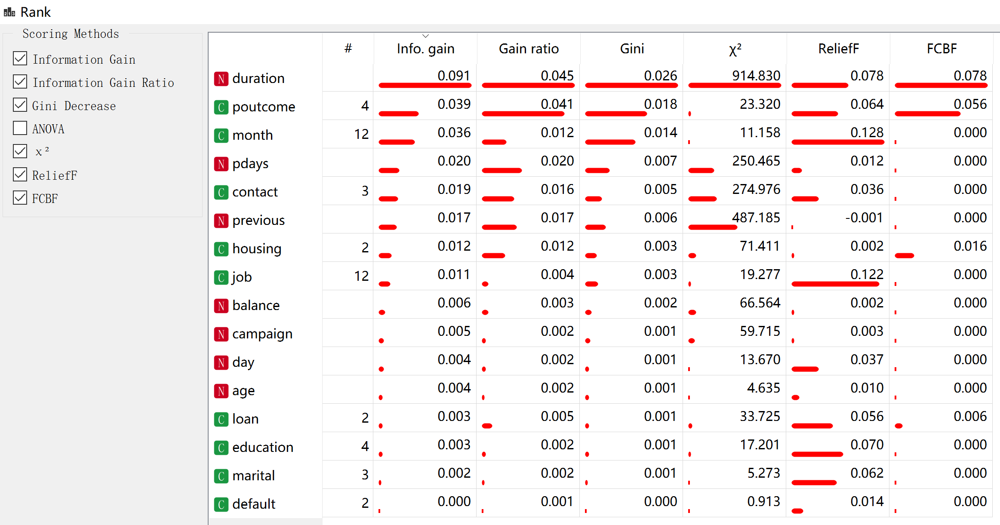 Rank
Scoring Methods
Information Gain
Information Gain Ratio
Gini Decrease
ANOVA
χ²
ReliefF
FCBF
# Info. gain Gain ratio Gini χ² ReliefF FCBF
N duration 0.091 0.045 0.026 914.830 0.078 0.078
C poutcome 4 0.039 0.041 0.018 23.320 0.064 0.056
C month 12 0.036 0.012 0.014 11.158 0.128 0.000
N pdays 0.020 0.020 0.007 250.465 0.012 0.000
C contact 3 0.019 0.016 0.005 274.976 0.036 0.000
N previous 0.017 0.017 0.006 487.185 -0.001 0.000
C housing 2 0.012 0.012 0.003 71.411 0.002 0.016
C job 12 0.011 0.004 0.003 19.277 0.122 0.000
N balance 0.006 0.003 0.002 66.564 0.002 0.000
N campaign 0.005 0.002 0.001 59.715 0.003 0.000
N day 0.004 0.002 0.001 13.670 0.037 0.000
N age 0.004 0.002 0.001 4.635 0.010 0.000
C loan 2 0.003 0.005 0.001 33.725 0.056 0.006
C education 4 0.003 0.002 0.001 17.201 0.070 0.000
C marital 3 0.002 0.002 0.001 5.273 0.062 0.000
C default 2 0.000 0.001 0.000 0.913 0.014 0.000